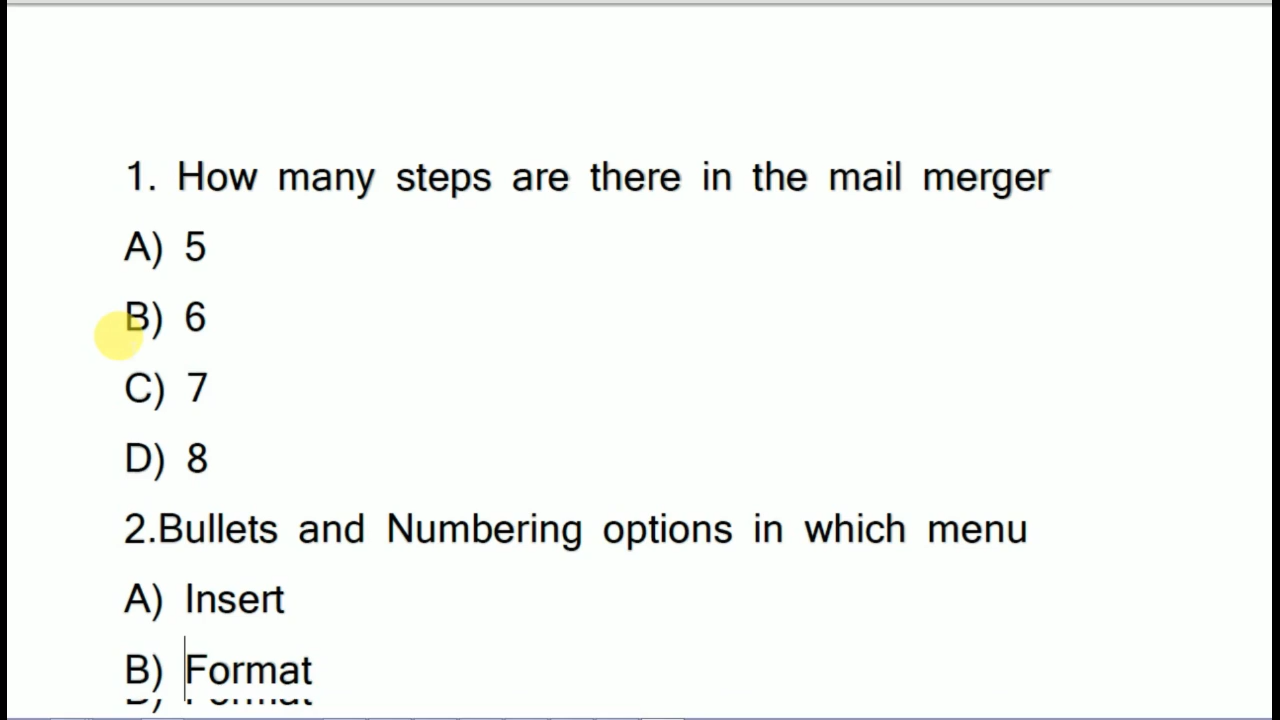 1. How many steps are there in the mail merger
A) 5
B) 6
C) 7
D) 8
2.Bullets and Numbering options in which menu
A) Insert
B) Format